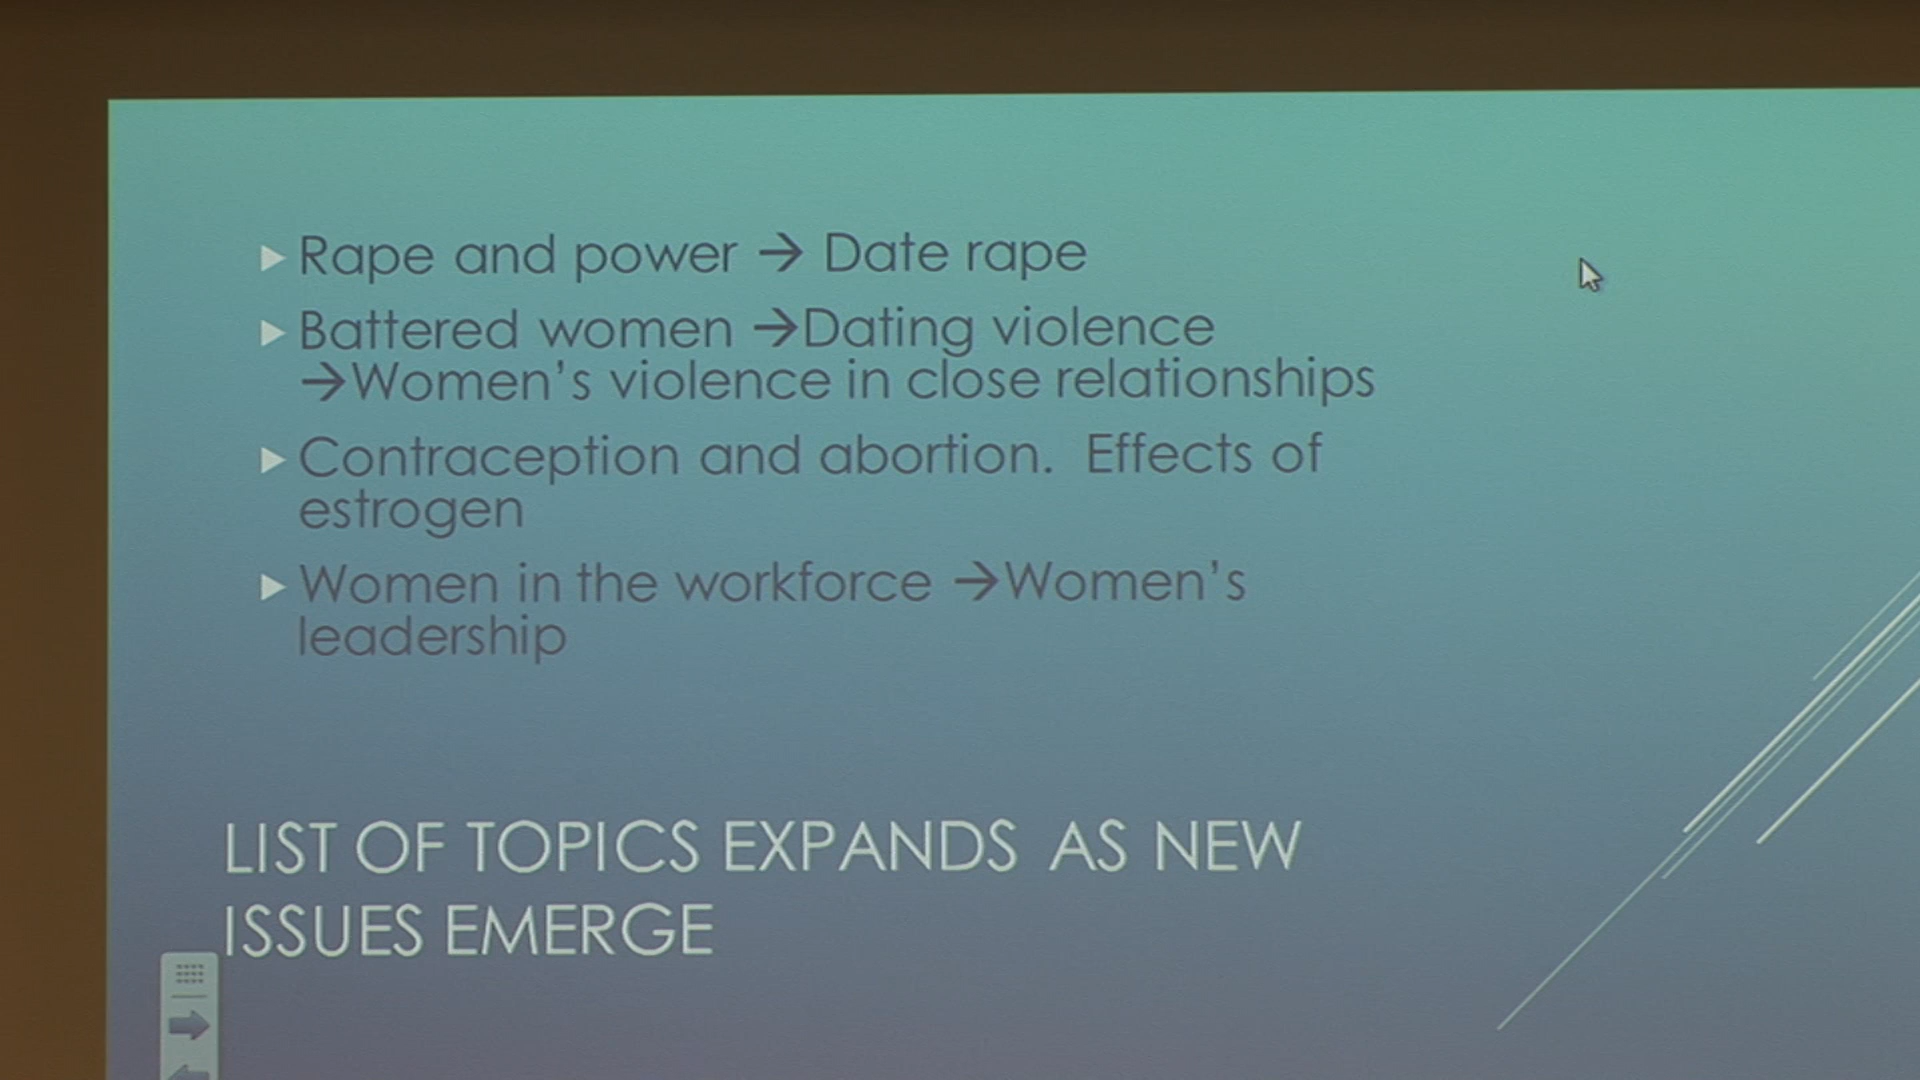 Rape and power → Date rape
Battered women →Dating violence
→Women's violence in close relationships
Contraception and abortion.  Effects of
estrogen
Women in the workforce →Women's
leadership
LIST OF TOPICS EXPANDS AS NEW
ISSUES EMERGE